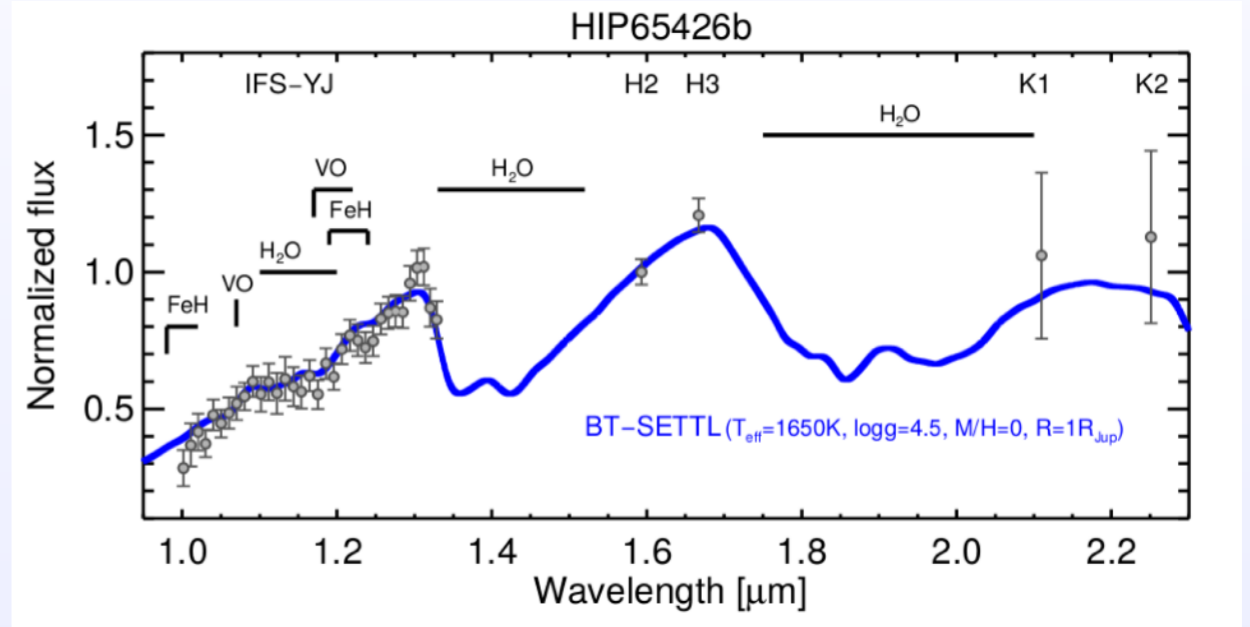 HIP65426b
IFS−YJ
H2
H3
K1
K2
H₂O
VO
H₂O
FeH
H₂O
VO
FeH
1.5
1.0
0.5
Normalized flux
BT−SETTL (Teff=1650K, logg=4.5, M/H=0, R=1RJup)
1.0
1.2
1.4
1.6
1.8
2.0
2.2
Wavelength [μm]